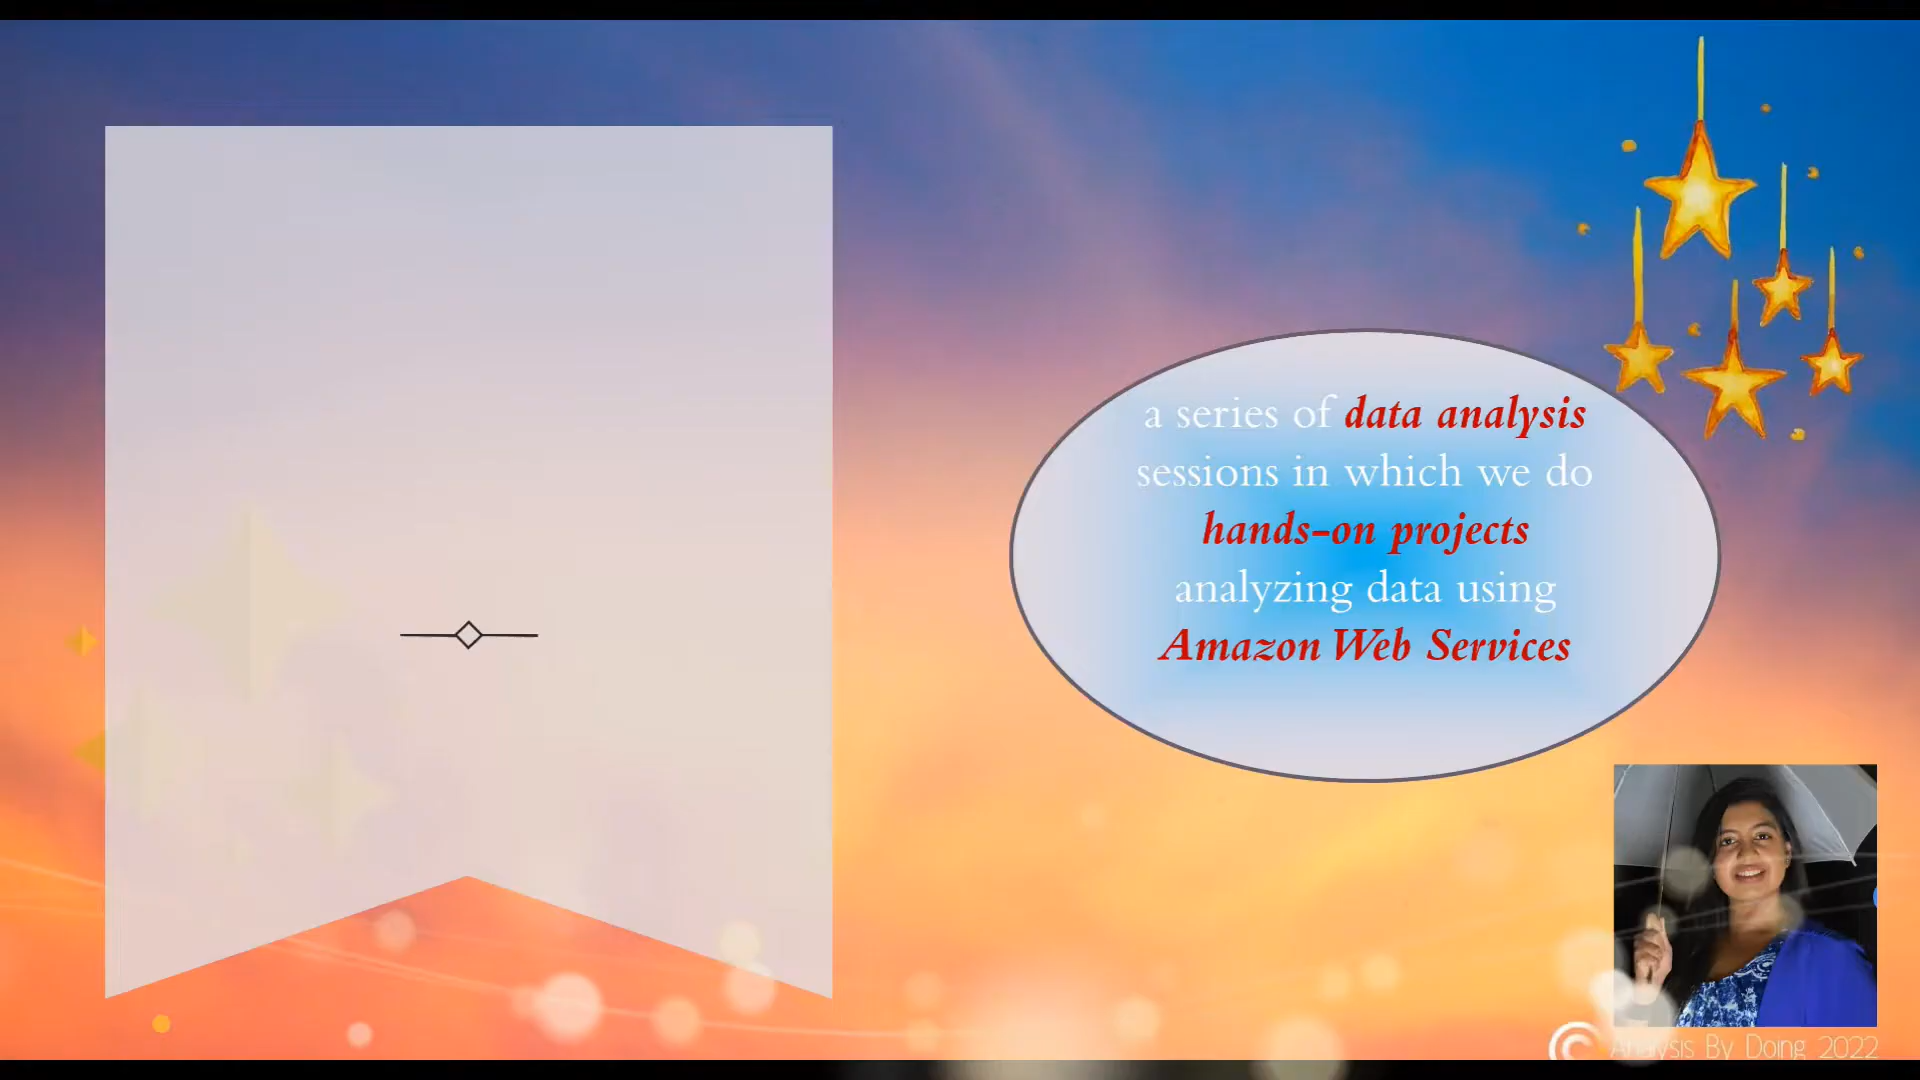 a series of data analysis
sessions in which we do
hands-on projects
analyzing data using
Amazon Web Services
© Analysis By Doing 2022